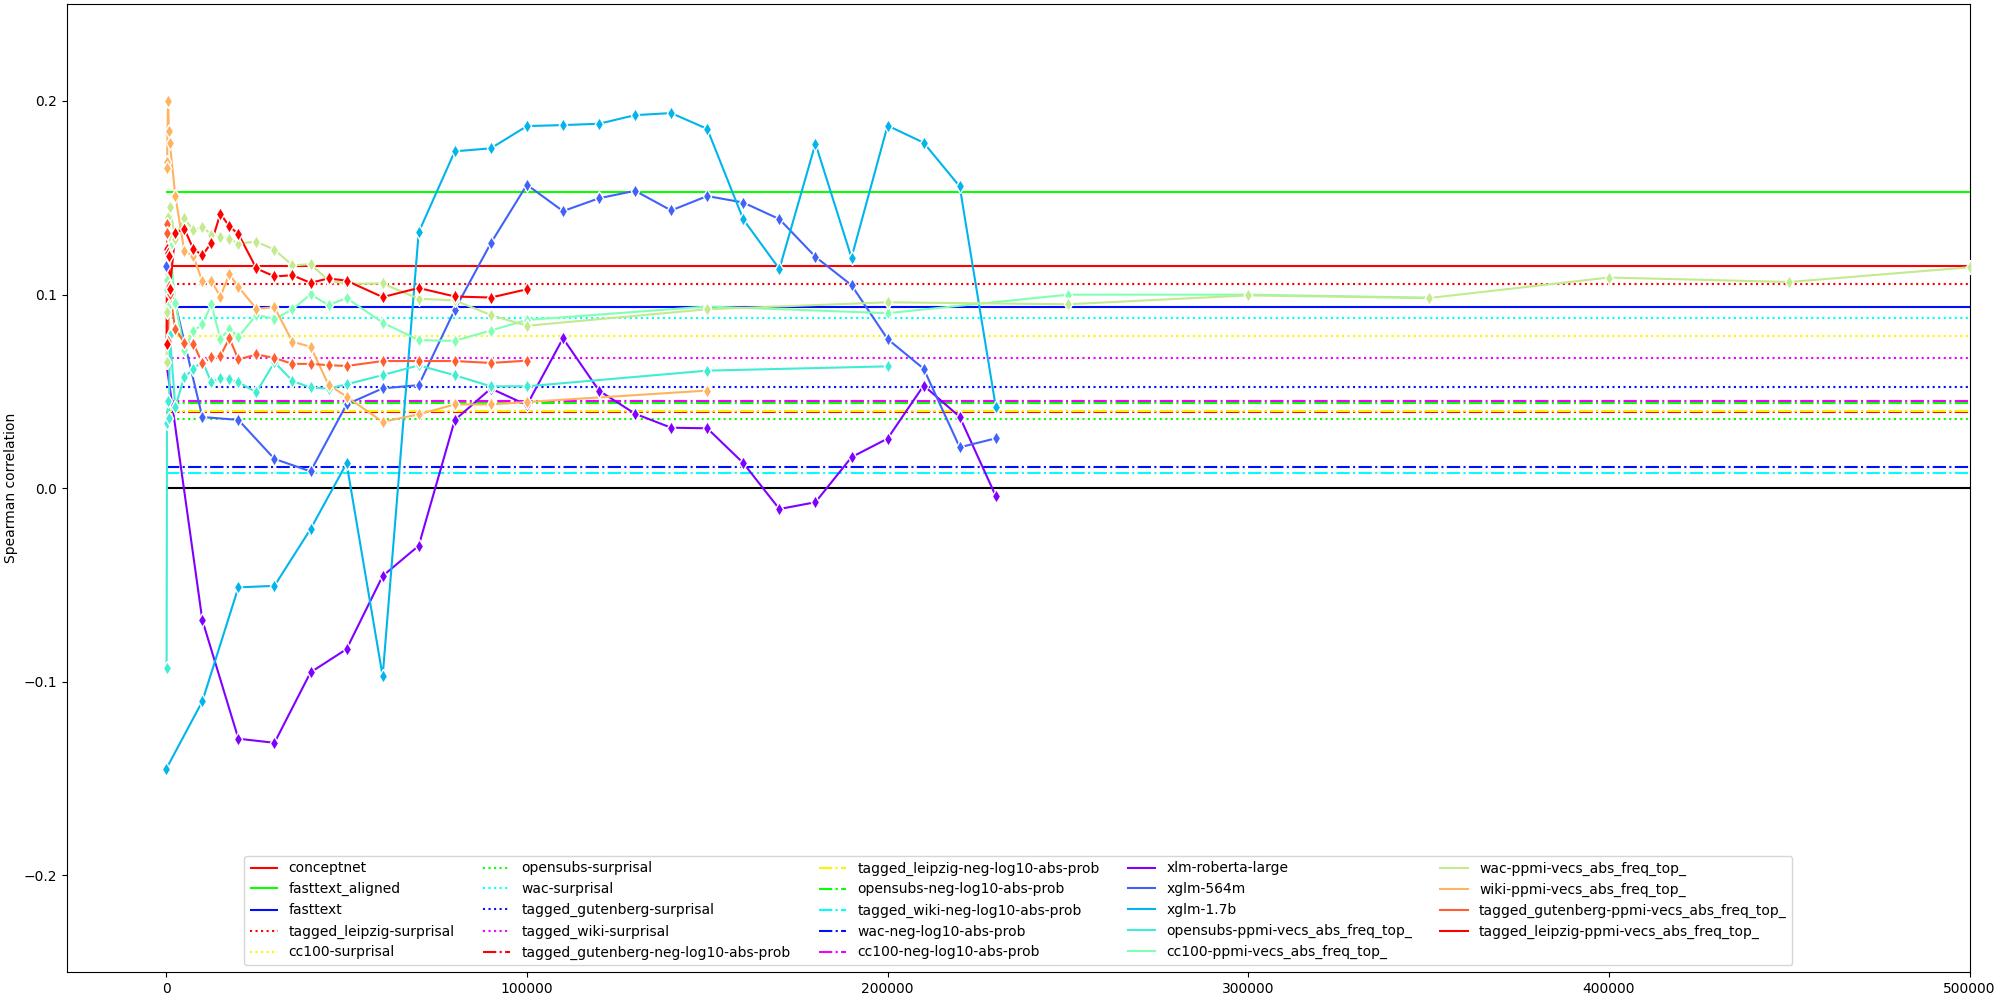 0.2
0.1
0.0
−0.1
−0.2
Spearman correlation
conceptnet
fasttext_aligned
fasttext
tagged_leipzig-surprisal
cc100-surprisal
opensubs-surprisal
wac-surprisal
tagged_gutenberg-surprisal
tagged_wiki-surprisal
tagged_gutenberg-neg-log10-abs-prob
tagged_leipzig-neg-log10-abs-prob
opensubs-neg-log10-abs-prob
tagged_wiki-neg-log10-abs-prob
wac-neg-log10-abs-prob
cc100-neg-log10-abs-prob
xlm-roberta-large
xglm-564m
xglm-1.7b
opensubs-ppmi-vecs_abs_freq_top_
cc100-ppmi-vecs_abs_freq_top_
wac-ppmi-vecs_abs_freq_top_
wiki-ppmi-vecs_abs_freq_top_
tagged_gutenberg-ppmi-vecs_abs_freq_top_
tagged_leipzig-ppmi-vecs_abs_freq_top_
0 100000 200000 300000 400000 500000